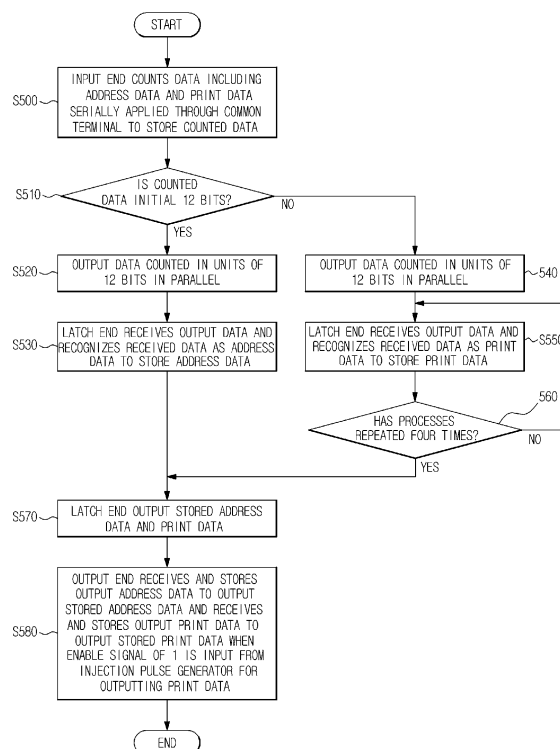 START
S500
INPUT END COUNTS DATA INCLUDING
ADDRESS DATA AND PRINT DATA
SERIALLY APPLIED THROUGH COMMON
TERMINAL TO STORE COUNTED DATA
S510
IS COUNTED
DATA INITIAL 12 BITS?
NO
YES
S520
OUTPUT DATA COUNTED IN UNITS OF
12 BITS IN PARALLEL
OUTPUT DATA COUNTED IN UNITS OF
12 BITS IN PARALLEL
540
S530
LATCH END RECEIVES OUTPUT DATA AND
RECOGNIZES RECEIVED DATA AS ADDRESS
DATA TO STORE ADDRESS DATA
LATCH END RECEIVES OUTPUT DATA AND
RECOGNIZES RECEIVED DATA AS PRINT
DATA TO STORE PRINT DATA
S550
560
HAS PROCESSES
REPEATED FOUR TIMES?
NO
YES
S570
LATCH END OUTPUT STORED ADDRESS
DATA AND PRINT DATA
S580
OUTPUT END RECEIVES AND STORES
OUTPUT ADDRESS DATA TO OUTPUT
STORED ADDRESS DATA AND RECEIVES
AND STORES OUTPUT PRINT DATA TO
OUTPUT STORED PRINT DATA WHEN
ENABLE SIGNAL OF 1 IS INPUT FROM
INJECTION PULSE GENERATOR FOR
OUTPUTTING PRINT DATA
END